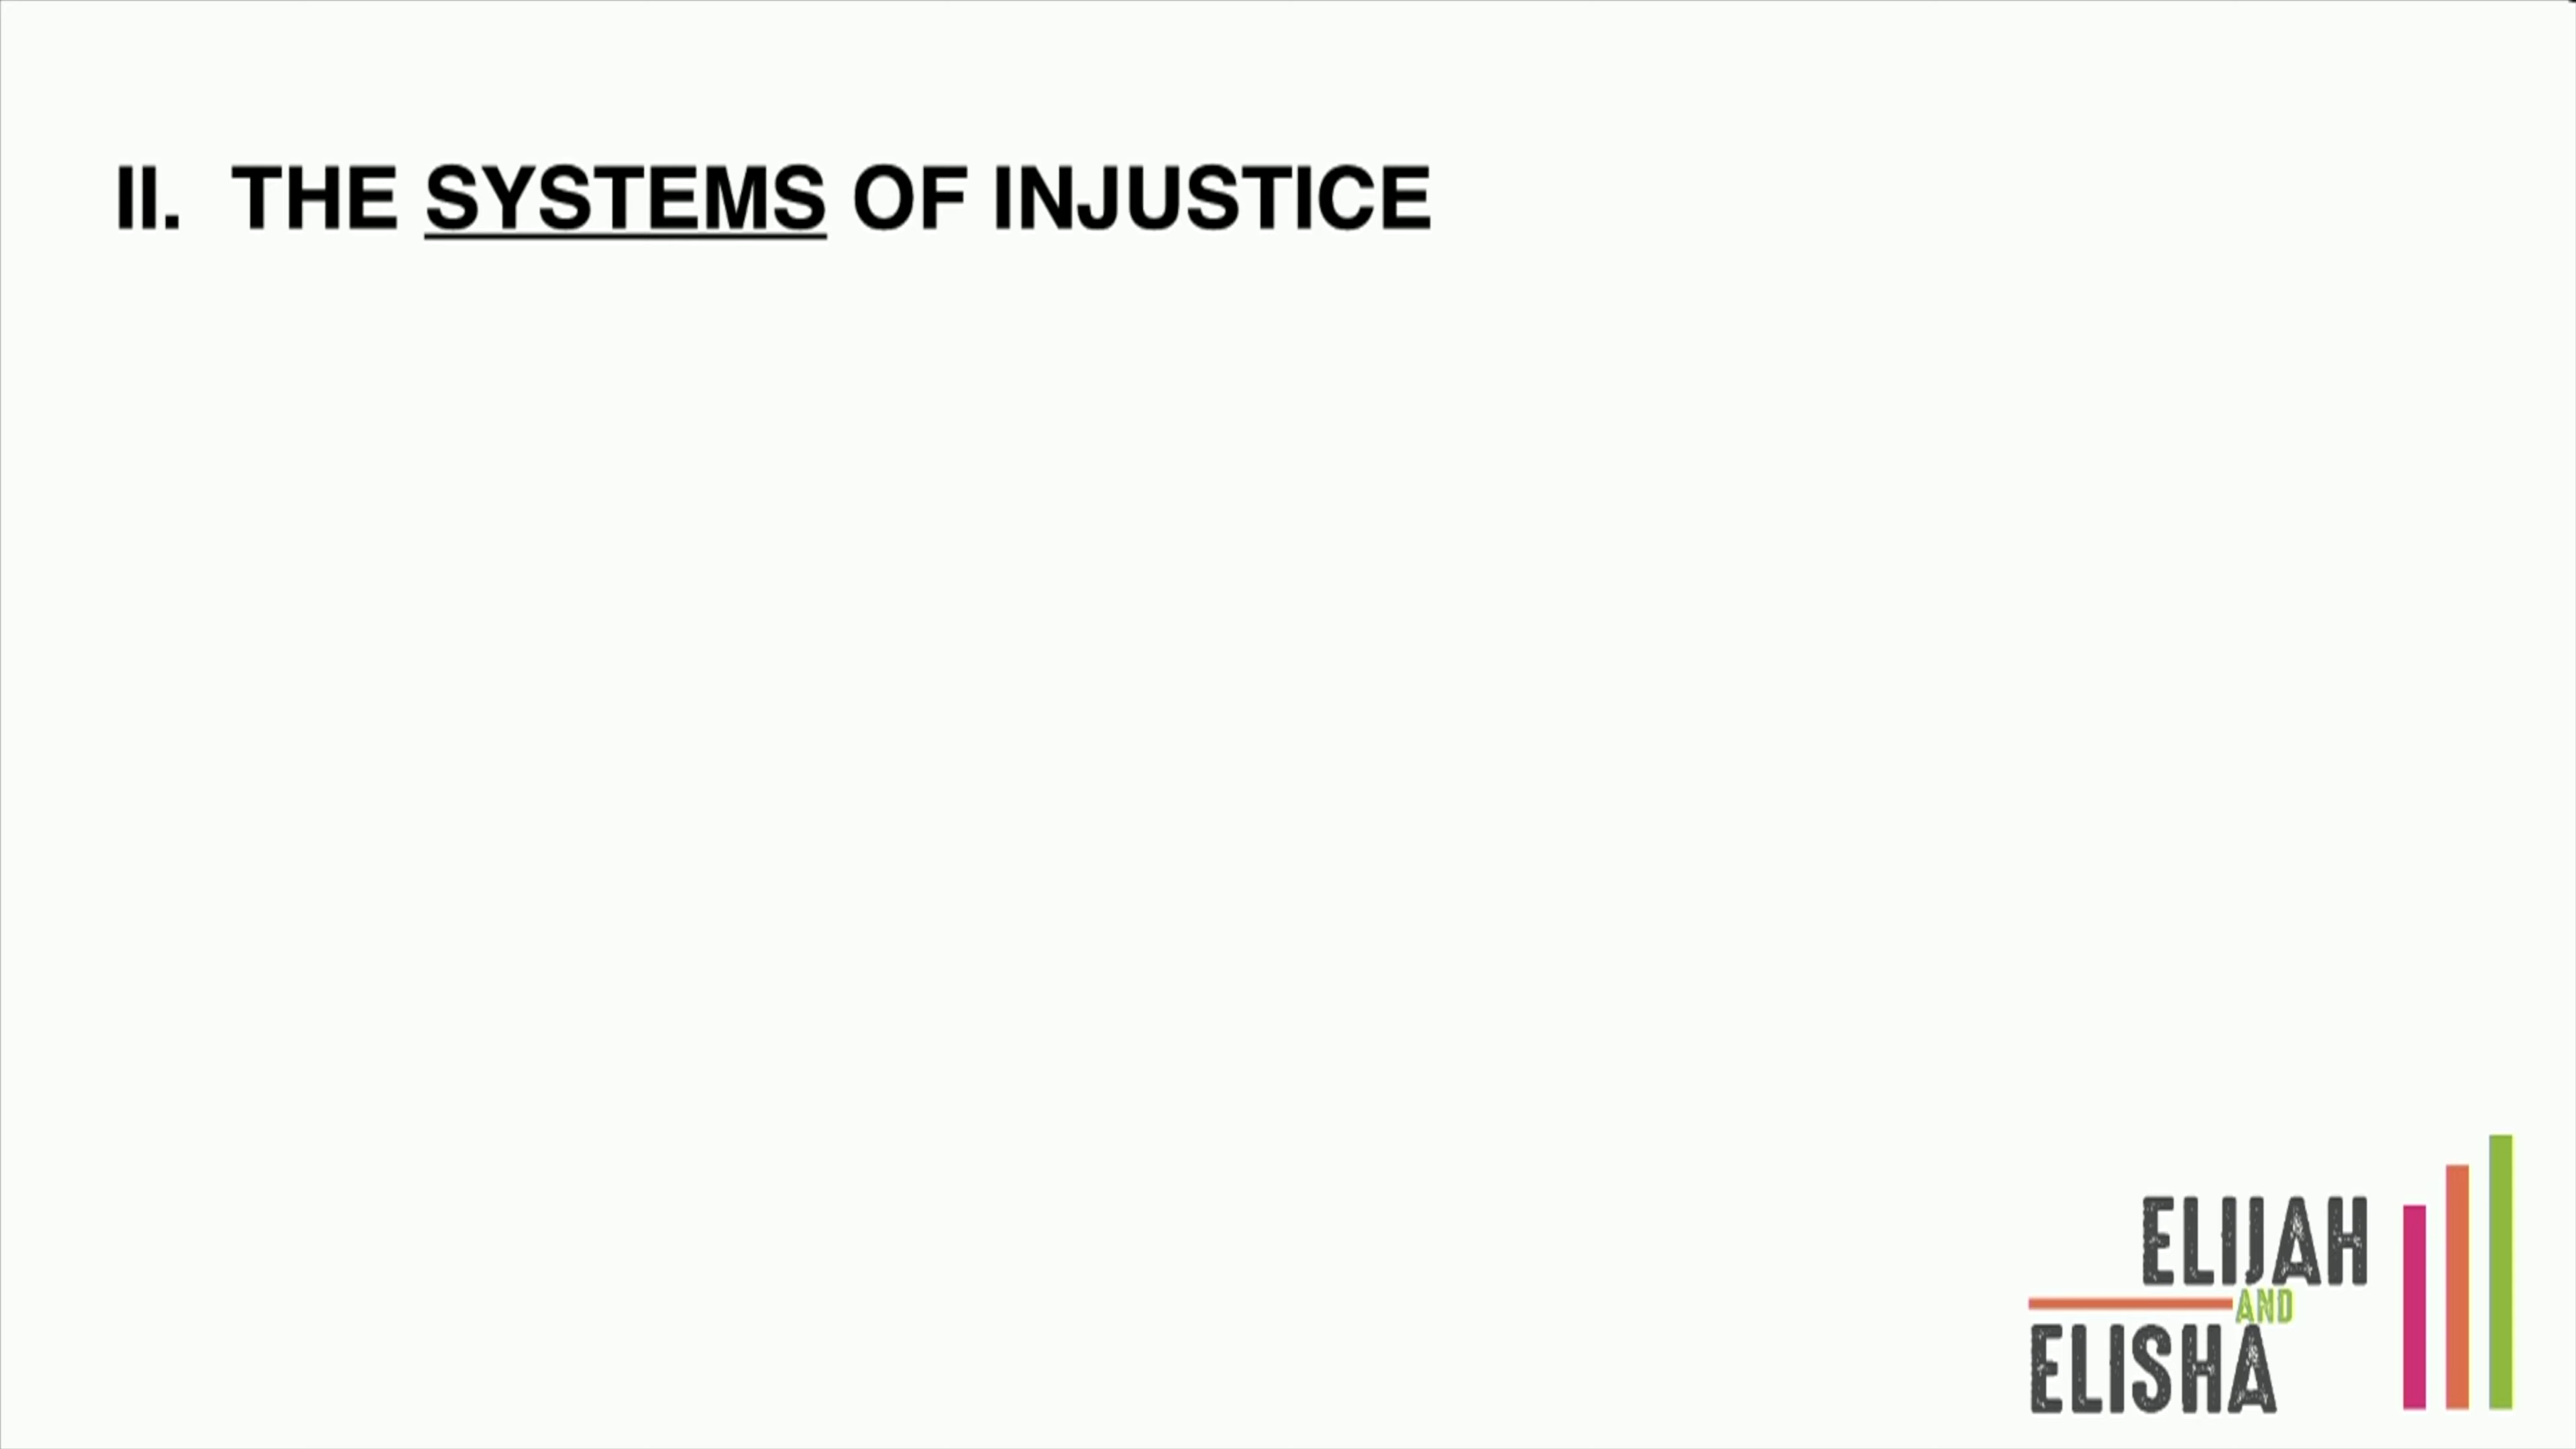 II. THE SYSTEMS OF INJUSTICE
ELIJAH
AND
ELISHA